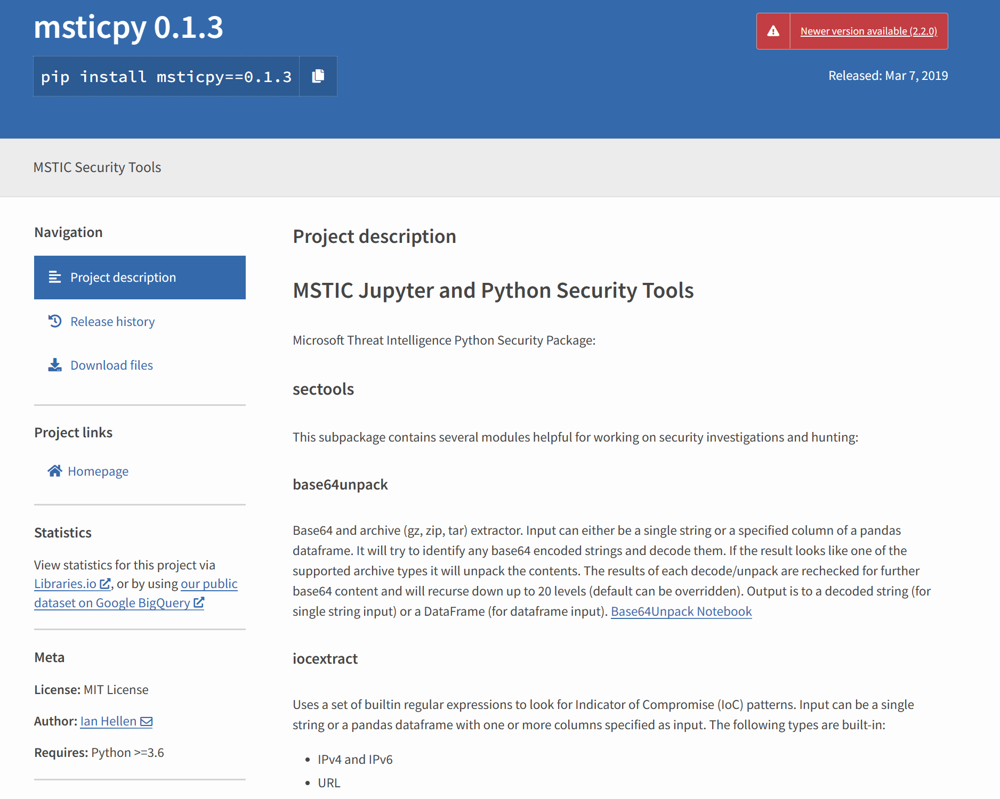 msticpy 0.1.3
Newer version available (2.2.0)
pip install msticpy==0.1.3
Released: Mar 7, 2019
MSTIC Security Tools
Navigation
Project description
Release history
Download files
Project links
Homepage
Statistics
View statistics for this project via
Libraries.io, or by using our public
dataset on Google BigQuery
Meta
License: MIT License
Author: Ian Hellen
Requires: Python >=3.6
Project description
MSTIC Jupyter and Python Security Tools
Microsoft Threat Intelligence Python Security Package:
sectools
This subpackage contains several modules helpful for working on security investigations and hunting:
base64unpack
Base64 and archive (gz, zip, tar) extractor. Input can either be a single string or a specified column of a pandas
dataframe. It will try to identify any base64 encoded strings and decode them. If the result looks like one of the
supported archive types it will unpack the contents. The results of each decode/unpack are rechecked for further
base64 content and will recurse down up to 20 levels (default can be overridden). Output is to a decoded string (for
single string input) or a DataFrame (for dataframe input). Base64Unpack Notebook
iocextract
Uses a set of builtin regular expressions to look for Indicator of Compromise (IoC) patterns. Input can be a single
string or a pandas dataframe with one or more columns specified as input. The following types are built-in:
• IPv4 and IPv6
• URL